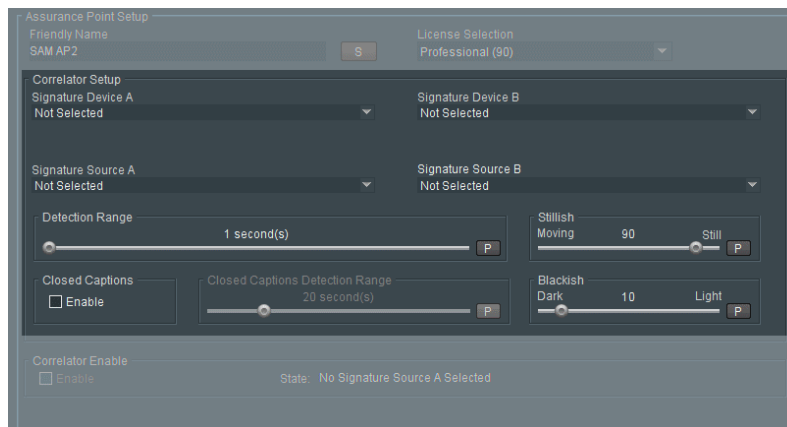 Assurance Point Setup
Friendly Name License Selection
SAM AP2 S Professional (90)
Correlator Setup
Signature Device A Signature Device B
Not Selected Not Selected
Signature Source A Signature Source B
Not Selected Not Selected
Detection Range Stillish
1 second(s) Moving 90 Still
P P
Closed Captions Closed Captions Detection Range Blackish
Enable 20 second(s) Dark 10 Light
P P
Correlator Enable
Enable State: No Signature Source A Selected